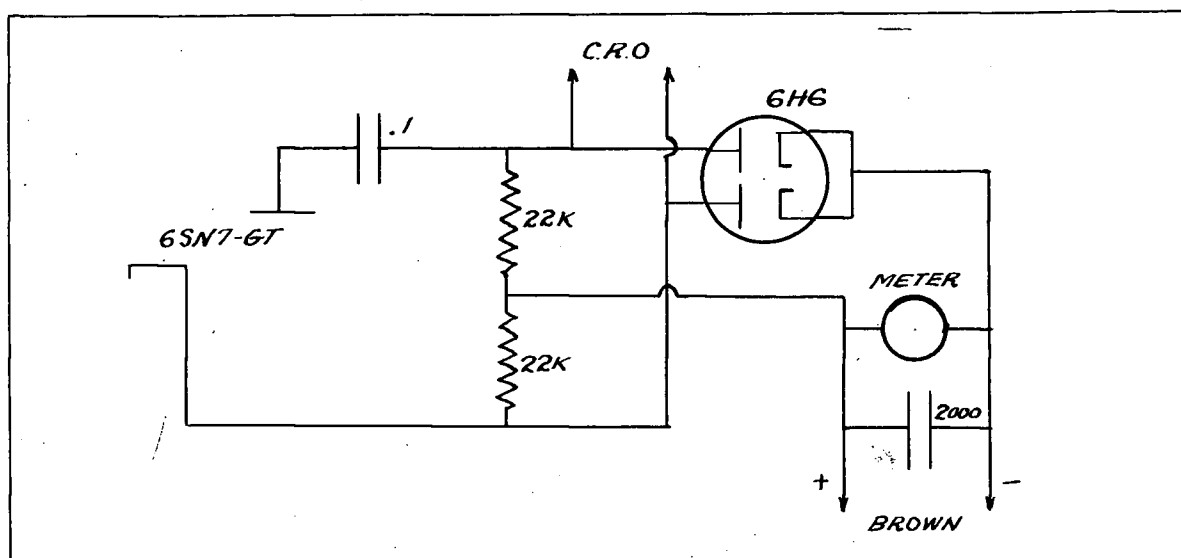 C.R.O
6H6
.1
22K
6SN7-GT
METER
22K
2000
+
-
BROWN